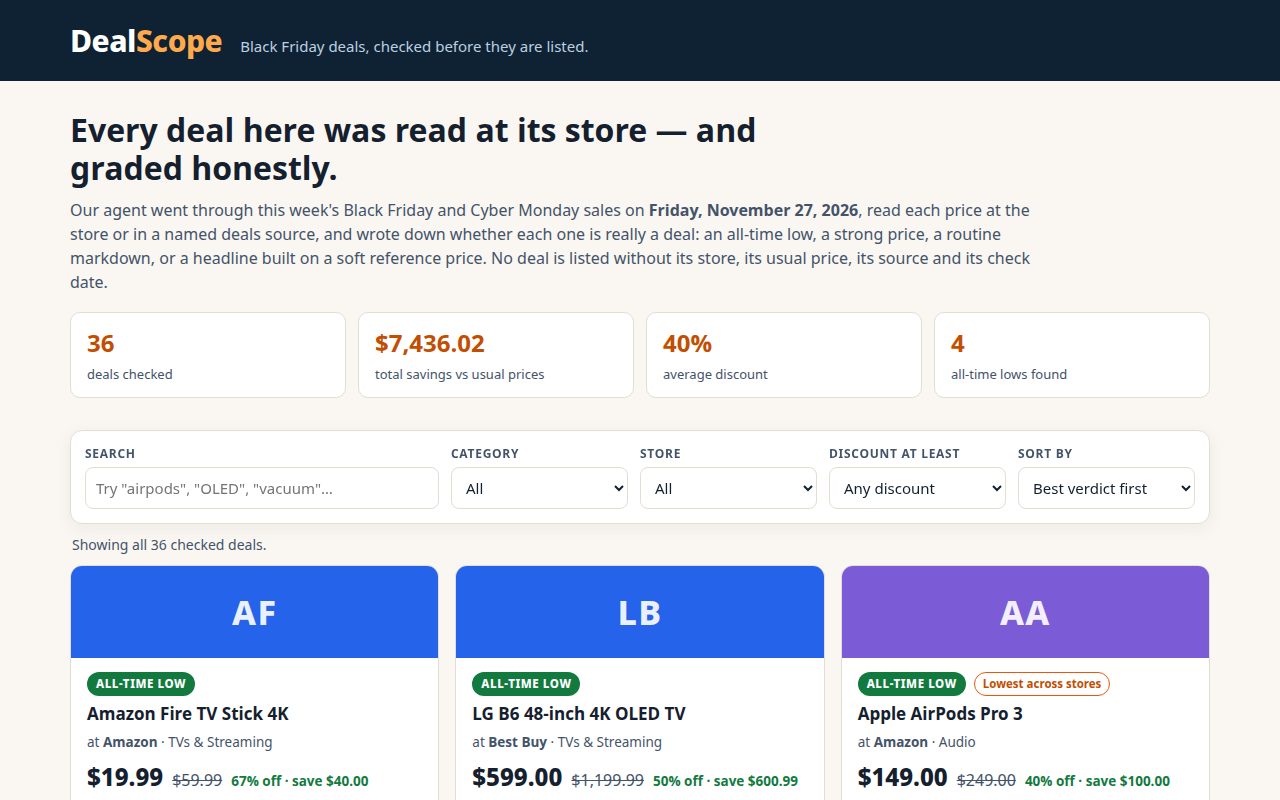 DealScope Black Friday deals, checked before they are listed.
Every deal here was read at its store — and
graded honestly.
Our agent went through this week's Black Friday and Cyber Monday sales on Friday, November 27, 2026, read each price at the
store or in a named deals source, and wrote down whether each one is really a deal: an all-time low, a strong price, a routine
markdown, or a headline built on a soft reference price. No deal is listed without its store, its usual price, its source and its check
date.
36
deals checked
$7,436.02
total savings vs usual prices
40%
average discount
4
all-time lows found
SEARCH
Try "airpods", "OLED", "vacuum"...
CATEGORY
All
STORE
All
DISCOUNT AT LEAST
Any discount
SORT BY
Best verdict first
Showing all 36 checked deals.
AF
ALL-TIME LOW
Amazon Fire TV Stick 4K
at Amazon · TVs & Streaming
$19.99 $59.99 67% off · save $40.00
LB
ALL-TIME LOW
LG B6 48-inch 4K OLED TV
at Best Buy · TVs & Streaming
$599.00 $1,199.99 50% off · save $600.99
AA
ALL-TIME LOW Lowest across stores
Apple AirPods Pro 3
at Amazon · Audio
$149.00 $249.00 40% off · save $100.00